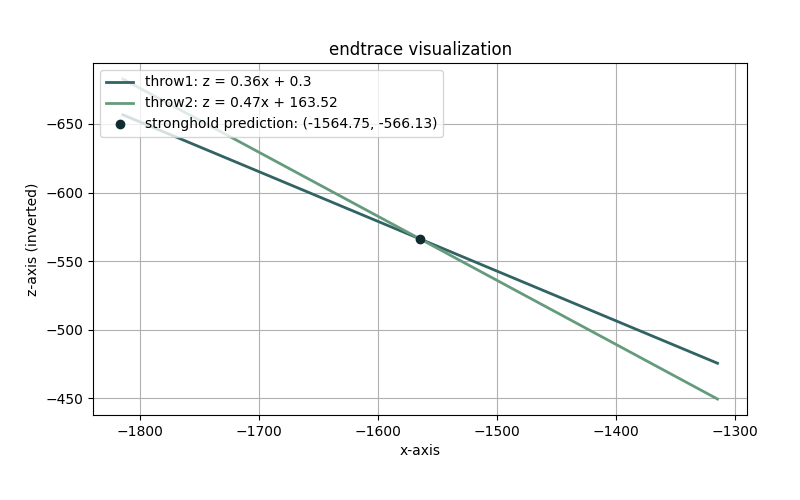 endtrace visualization
throw1: z = 0.36x + 0.3
throw2: z = 0.47x + 163.52
stronghold prediction: (-1564.75, -566.13)
z-axis (inverted)
−650
−600
−550
−500
−450
−1800
−1700
−1600
−1500
−1400
−1300
x-axis